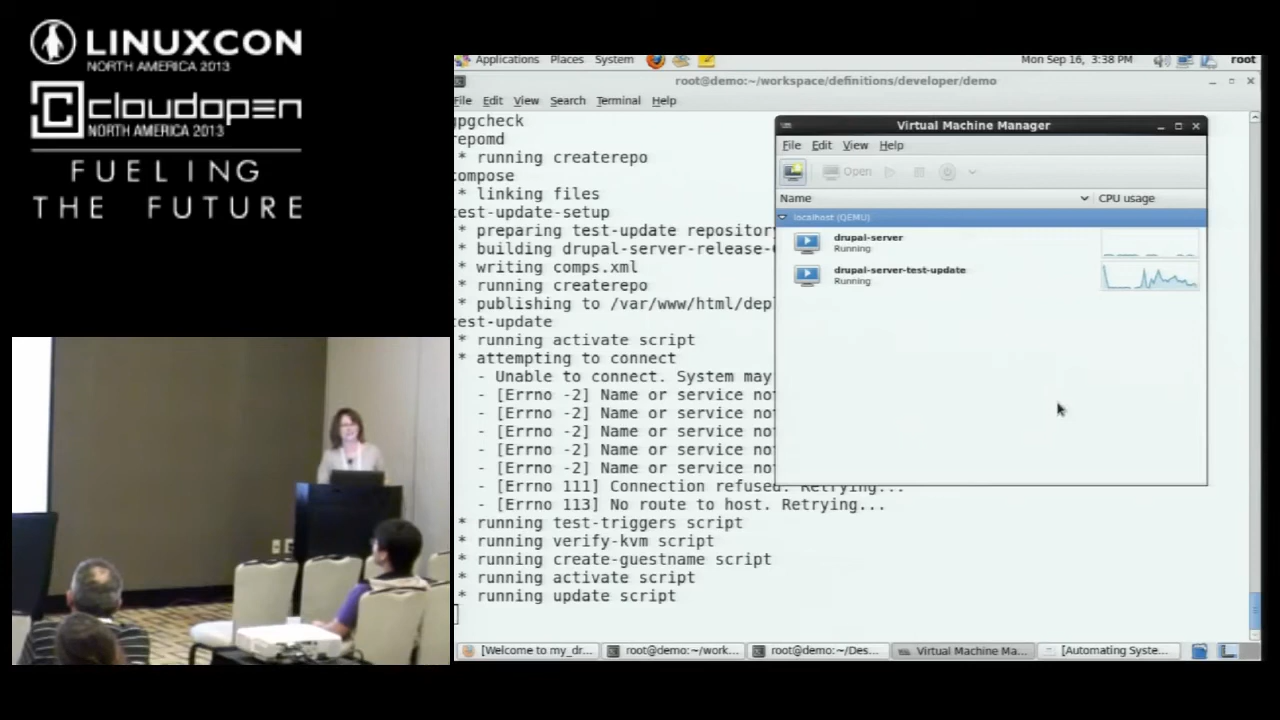 LINUXCON
NORTH AMERICA 2013
cloudopen
NORTH AMERICA 2013
FUELING
THE FUTURE
Applications Places System Mon Sep 16, 3:38 PM root
root@demo:~/workspace/definitions/developer/demo
File Edit View Search Terminal Help
gpgcheck
repomd
* running createrepo
compose
* linking files
test-update-setup
* preparing test-update repository
* building drupal-server-release-
* writing comps.xml
* running createrepo
* publishing to /var/www/html/dep
test-update
* running activate script
* attempting to connect
- Unable to connect. System may
- [Errno -2] Name or service no
- [Errno -2] Name or service no
- [Errno -2] Name or service no
- [Errno -2] Name or service no
- [Errno -2] Name or service no
- [Errno 111] Connection refused. Retrying...
- [Errno 113] No route to host. Retrying...
* running test-triggers script
* running verify-kvm script
* running create-guestname script
* running activate script
* running update script
Virtual Machine Manager
File Edit View Help
Open
Name CPU usage
localhost (QEMU)
drupal-server
Running
drupal-server-test-update
Running
[Welcome to my_dr... root@demo:~/work... root@demo:~/Des... Virtual Machine Ma... [Automating Syste...